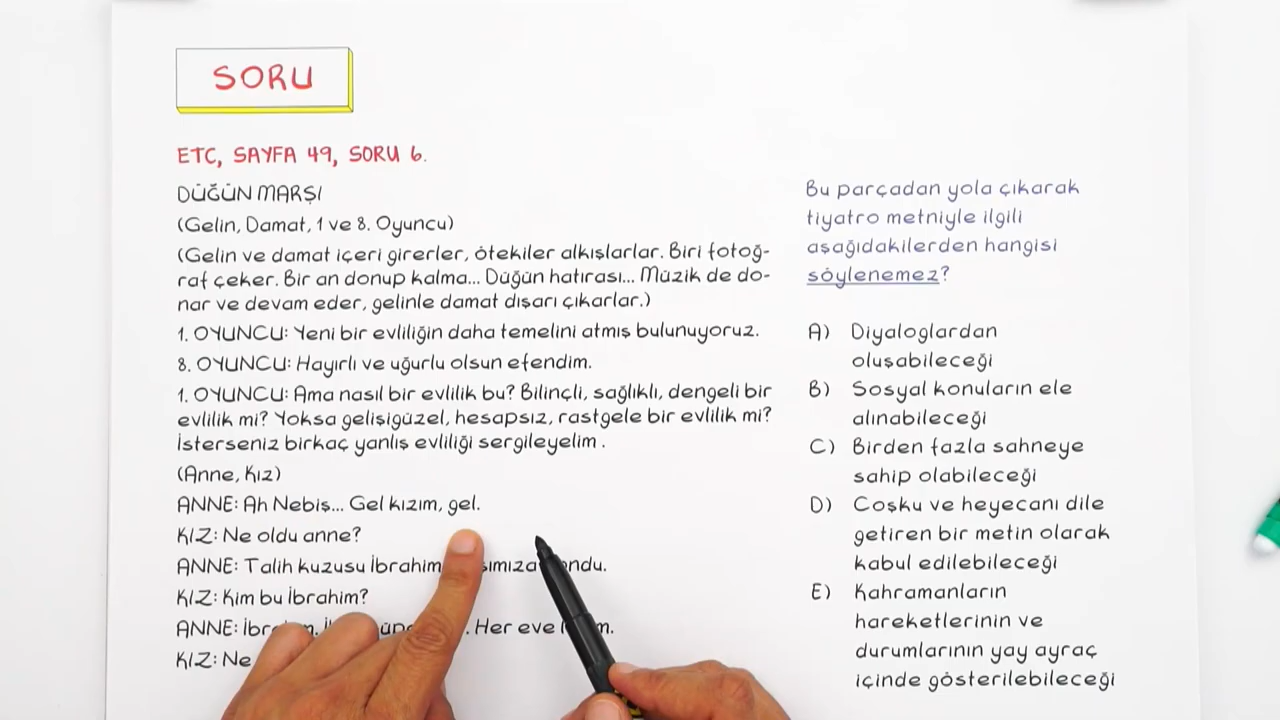 SORU
ETC, SAYFA 49, SORU 6.
DÜĞÜN MARŞI
(Gelin, Damat, 1 ve 8. Oyuncu)
(Gelin ve damat içeri girerler, ötekiler alkışlarlar. Biri fotoğ-
raf çeker. Bir an donup kalma... Düğün hatırası... Müzik de do-
nar ve devam eder, gelinle damat dışarı çıkarlar.)
1. OYUNCU: Yeni bir evliliğin daha temelini atmış bulunuyoruz.
8. OYUNCU: Hayırlı ve uğurlu olsun efendim.
1. OYUNCU: Ama nasıl bir evlilik bu? Bilinçli, sağlıklı, dengeli bir
evlilik mi? Yoksa gelişigüzel, hesapsız, rastgele bir evlilik mi?
İsterseniz birkaç yanlış evliliği sergileyelim .
(Anne, Kız)
ANNE: Ah Nebiş... Gel kızım, gel.
KIZ: Ne oldu anne?
ANNE: Talih kuzusu İbrahim
KIZ: Kim bu İbrahim?
ANNE: . Her eve
KIZ: Ne
Bu parçadan yola çıkarak
tiyatro metniyle ilgili
aşağıdakilerden hangisi
söylenemez?
A) Diyaloglardan
oluşabileceği
B) Sosyal konuların ele
alınabileceği
C) Birden fazla sahneye
sahip olabileceği
D) Coşku ve heyecanı dile
getiren bir metin olarak
kabul edilebileceği
E) Kahramanların
hareketlerinin ve
durumlarının yay ayraç
içinde gösterilebileceği